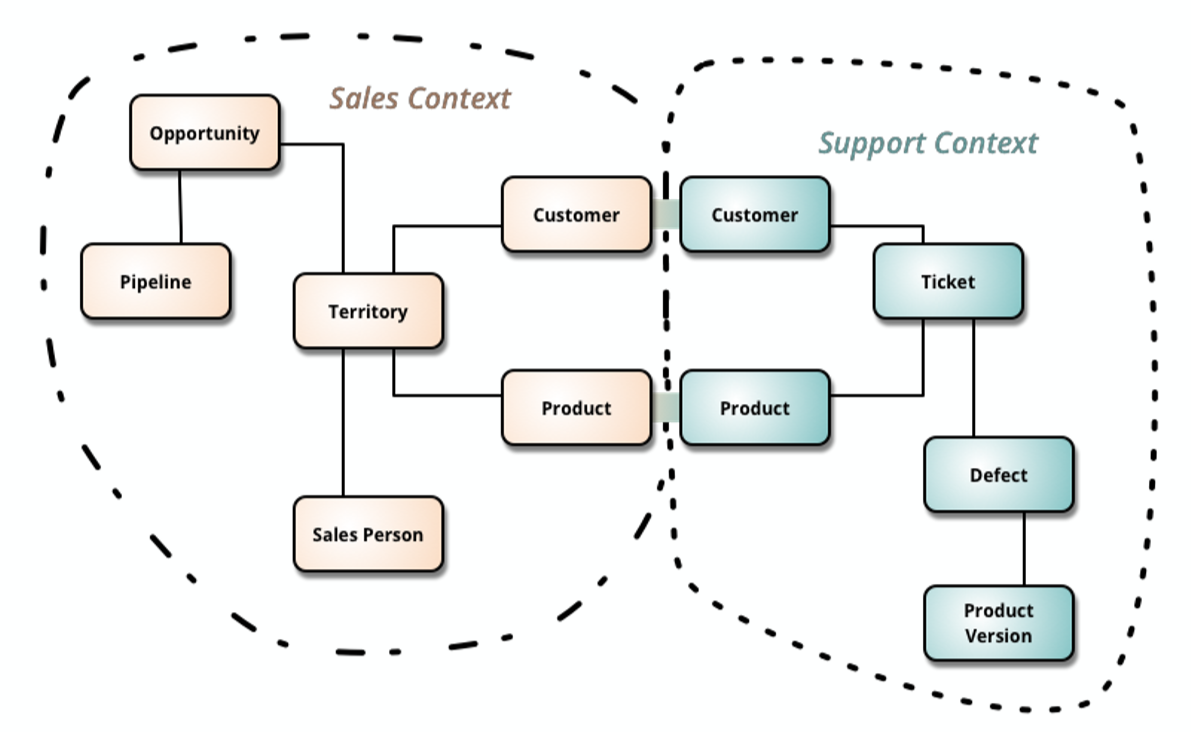 Sales Context
Opportunity
Support Context
Customer
Customer
Pipeline
Ticket
Territory
Product
Product
Defect
Sales Person
Product
Version